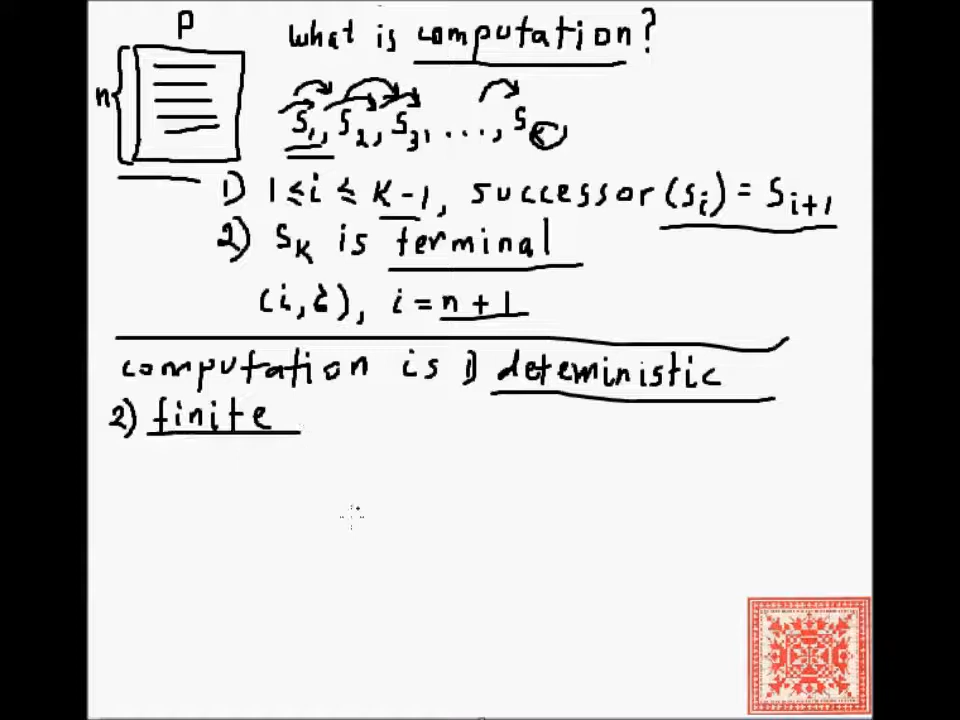 P
What is computation?
n
S1, S2, S3, ..., Sk
1) 1 ≤ i ≤ K-1, successor (si) = Si+1
2) SK is terminal
(i, 2), i = n + 1
computation is 1) deteministic
2) finite